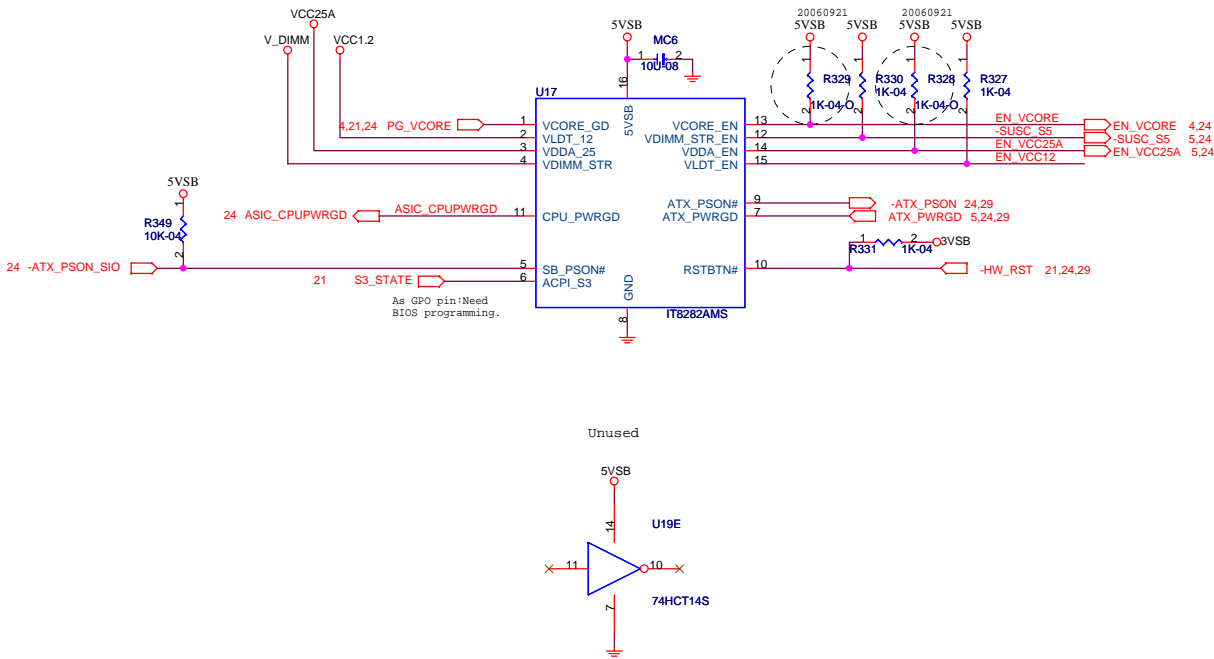 VCC25A
V_DIMM
VCC1.2
5VSB
MC6
1 2
10U-08
16
20060921
20060921
5VSB 5VSB 5VSB 5VSB
1 1 1 1
R329 R330 R328 R327
1K-04-O 1K-04 1K-04-O 1K-04
2 2 2 2
U17
5VSB
4,21,24 PG_VCORE 1 VCORE_GD
2 VLDT_12
3 VDDA_25
4 VDIMM_STR
VCORE_EN 13 EN_VCORE EN_VCORE 4,24
VDIMM_STR_EN 12 -SUSC_S5 -SUSC_S5 5,24
VDDA_EN 14 EN_VCC25A EN_VCC25A 5,24
VLDT_EN 15 EN_VCC12
5VSB
1
R349
10K-04
2
24 ASIC_CPUPWRGD ASIC_CPUPWRGD 11 CPU_PWRGD
ATX_PSON# 9 -ATX_PSON 24,29
ATX_PWRGD 7 ATX_PWRGD 5,24,29
1 2 3VSB
R331 1K-04
24 -ATX_PSON_SIO 5 SB_PSON#
21 S3_STATE 6 ACPI_S3
RSTBTN# 10 -HW_RST 21,24,29
As GPO pin:Need
BIOS programming.
GND
8
IT8282AMS
Unused
5VSB
14
U19E
11 10
74HCT14S
7